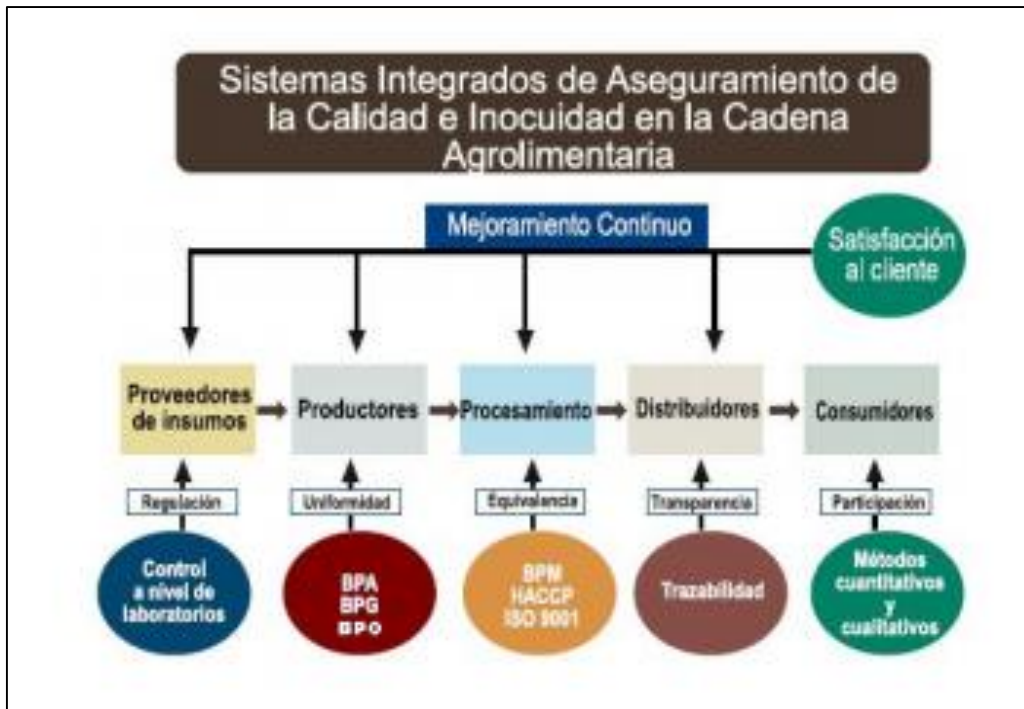 Sistemas Integrados de Aseguramiento de
la Calidad e Inocuidad en la Cadena
Agrolimentaria
Mejoramiento Continuo
Satisfacción
al cliente
Proveedores
de insumos
Productores
Procesamiento
Distribuidores
Consumidores
Regulación
Uniformidad
Equivalencia
Transparencia
Participación
Control
a nivel de
laboratorios
BPA
BPG
BPM
HACCP
ISO 9001
Trazabilidad
Métodos
cuantitativos
y
cualitativos